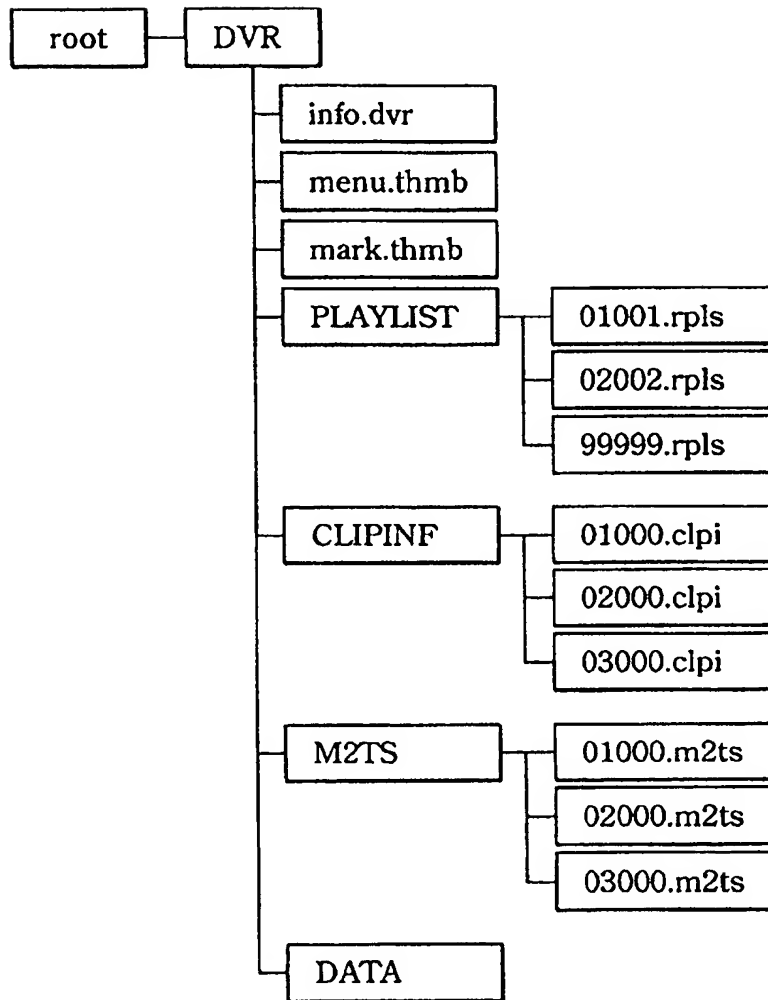 root
DVR
info.dvr
menu.thmb
mark.thmb
PLAYLIST
01001.rpls
02002.rpls
99999.rpls
CLIPINF
01000.clpi
02000.clpi
03000.clpi
M2TS
01000.m2ts
02000.m2ts
03000.m2ts
DATA